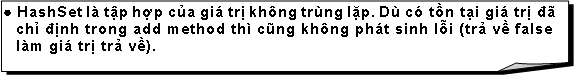 ● HashSet là tập hợp của giá trị không trùng lặp. Dù có tồn tại giá trị đã
chỉ định trong add method thì cũng không phát sinh lỗi (trả về false
làm giá trị trả về).